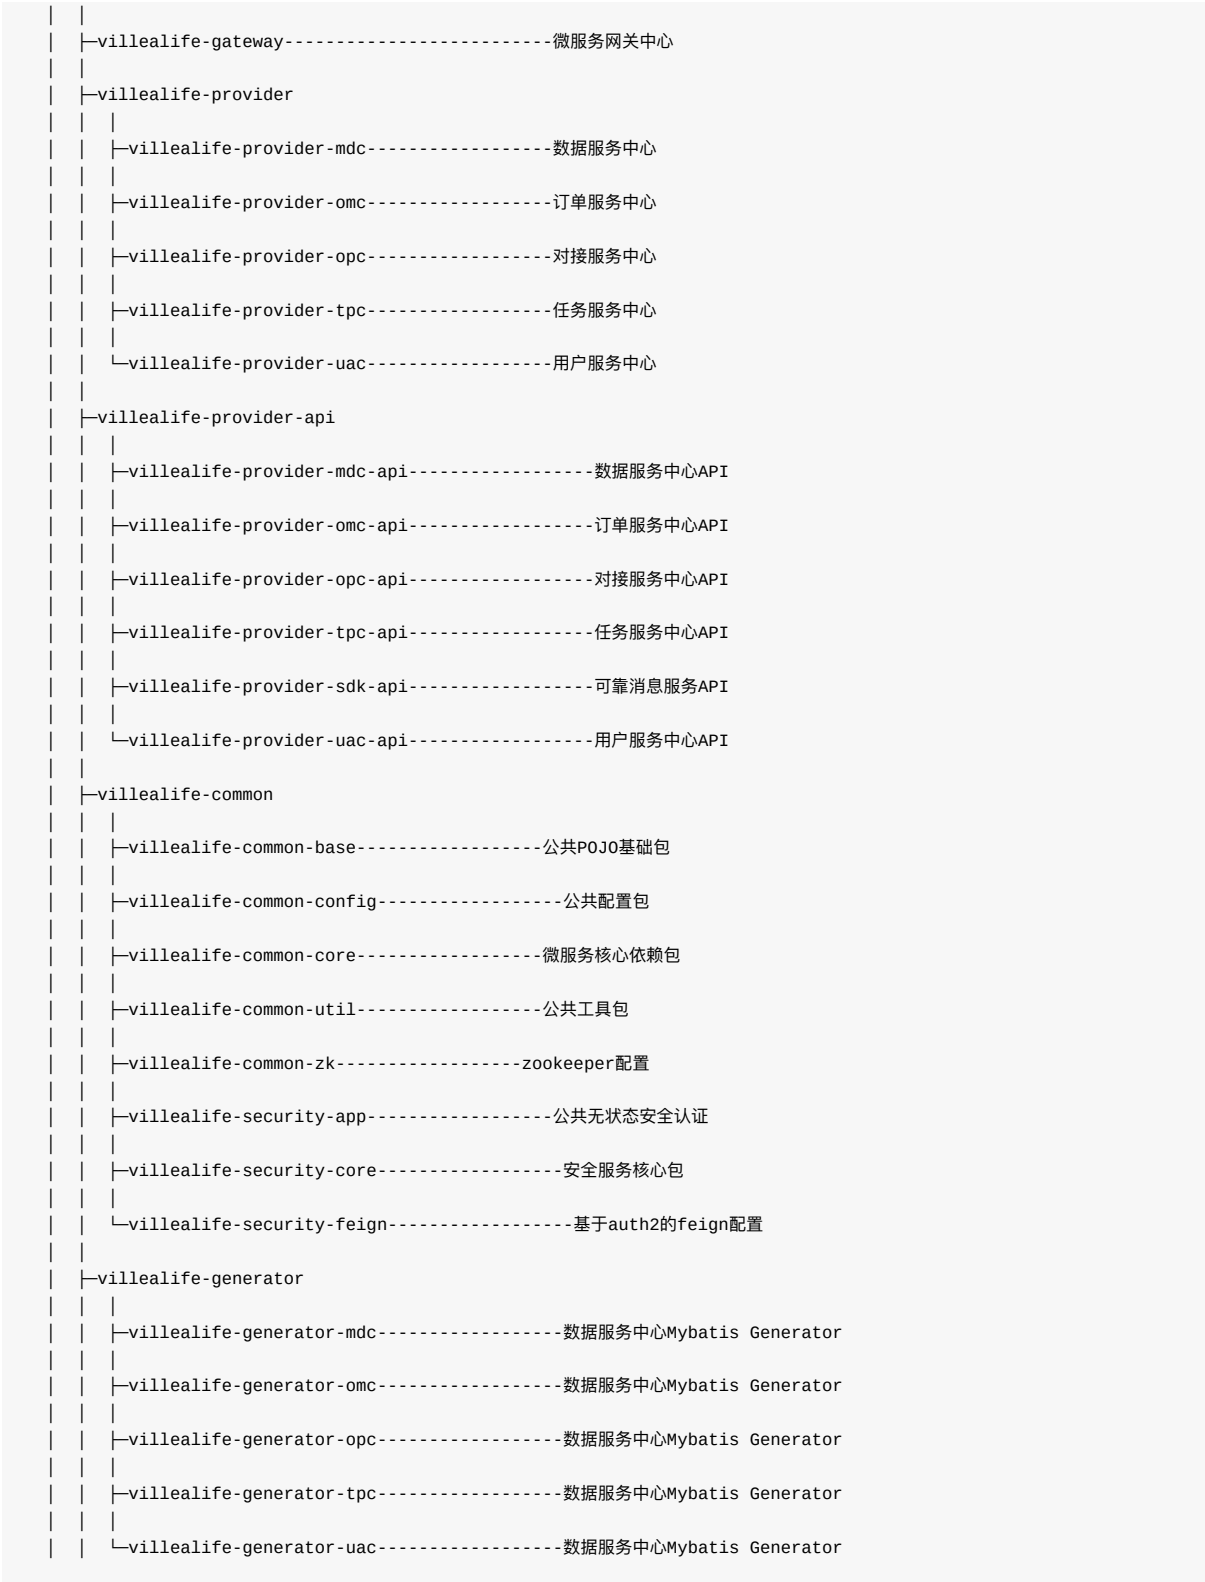 │  │
│  ├─villealife-gateway--------------------------微服务网关中心
│  │
│  ├─villealife-provider
│  │  │
│  │  ├─villealife-provider-mdc------------------数据服务中心
│  │  │
│  │  ├─villealife-provider-omc------------------订单服务中心
│  │  │
│  │  ├─villealife-provider-opc------------------对接服务中心
│  │  │
│  │  ├─villealife-provider-tpc------------------任务服务中心
│  │  │
│  │  └─villealife-provider-uac------------------用户服务中心
│  │
│  ├─villealife-provider-api
│  │  │
│  │  ├─villealife-provider-mdc-api------------------数据服务中心API
│  │  │
│  │  ├─villealife-provider-omc-api------------------订单服务中心API
│  │  │
│  │  ├─villealife-provider-opc-api------------------对接服务中心API
│  │  │
│  │  ├─villealife-provider-tpc-api------------------任务服务中心API
│  │  │
│  │  ├─villealife-provider-sdk-api------------------可靠消息服务API
│  │  │
│  │  └─villealife-provider-uac-api------------------用户服务中心API
│  │
│  ├─villealife-common
│  │  │
│  │  ├─villealife-common-base------------------公共POJO基础包
│  │  │
│  │  ├─villealife-common-config------------------公共配置包
│  │  │
│  │  ├─villealife-common-core------------------微服务核心依赖包
│  │  │
│  │  ├─villealife-common-util------------------公共工具包
│  │  │
│  │  ├─villealife-common-zk------------------zookeeper配置
│  │  │
│  │  ├─villealife-security-app------------------公共无状态安全认证
│  │  │
│  │  ├─villealife-security-core------------------安全服务核心包
│  │  │
│  │  └─villealife-security-feign------------------基于auth2的feign配置
│  │
│  ├─villealife-generator
│  │  │
│  │  ├─villealife-generator-mdc------------------数据服务中心Mybatis Generator
│  │  │
│  │  ├─villealife-generator-omc------------------数据服务中心Mybatis Generator
│  │  │
│  │  ├─villealife-generator-opc------------------数据服务中心Mybatis Generator
│  │  │
│  │  ├─villealife-generator-tpc------------------数据服务中心Mybatis Generator
│  │  │
│  │  └─villealife-generator-uac------------------数据服务中心Mybatis Generator